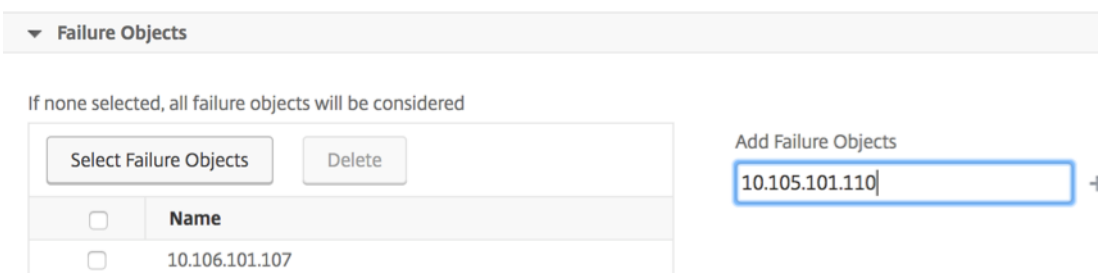 Failure Objects
If none selected, all failure objects will be considered
Select Failure Objects Delete
Add Failure Objects
10.105.101.110
Name
10.106.101.107